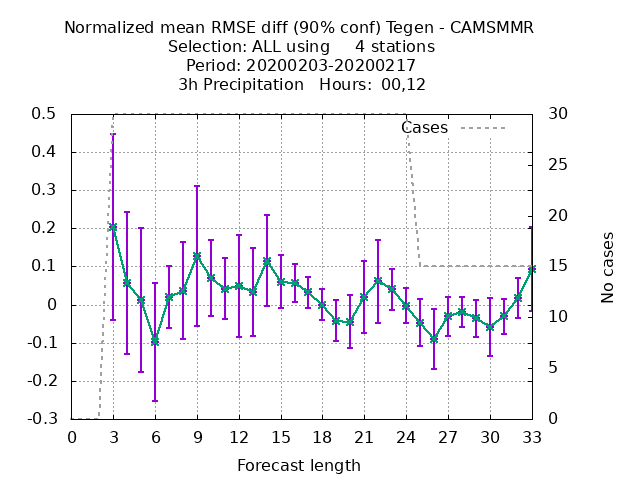 Normalized mean RMSE diff (90% conf) Tegen - CAMSMMR
Selection: ALL using     4 stations
Period: 20200203-20200217
3h Precipitation   Hours: 00,12
Cases
0.5
0.4
0.3
0.2
0.1
0
-0.1
-0.2
-0.3
30
25
20
15
10
5
0
No cases
0 3 6 9 12 15 18 21 24 27 30 33
Forecast length